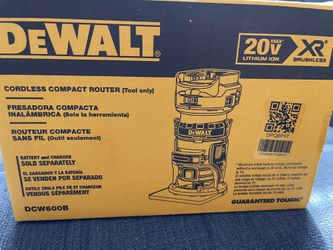 DEWALT
20V MAX*
LITHIUM ION
XR
BRUSHLESS
CORDLESS COMPACT ROUTER (Tool only)
FRESADORA COMPACTA
INALÁMBRICA (Solo la herramienta)
ROUTEUR COMPACTE
SANS FIL (Outil seulement)
BATTERY AND CHARGER
SOLD SEPARATELY
EL CARGADOR Y LA BATERÍA
SE VENDEN POR SEPARADO
OUTILS SEULE PILE ET CHARGEUR
VENDUS SÉPARÉMENT
DCW600B
DEWALT
GUARANTEED TOUGH.